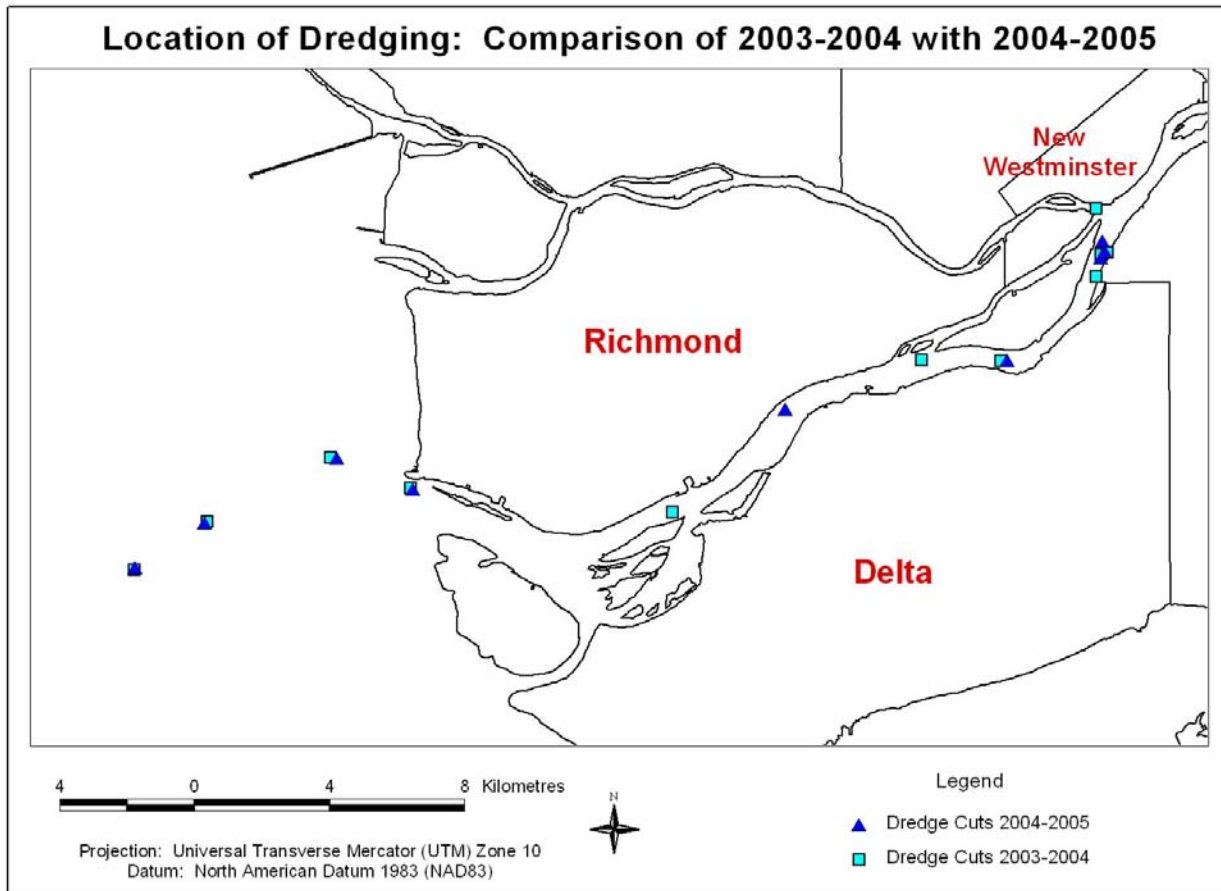 Location of Dredging: Comparison of 2003-2004 with 2004-2005
New
Westminster
Richmond
Delta
4 0 4 8 Kilometres
N
Projection: Universal Transverse Mercator (UTM) Zone 10
Datum: North American Datum 1983 (NAD83)
Legend
Dredge Cuts 2004-2005
Dredge Cuts 2003-2004